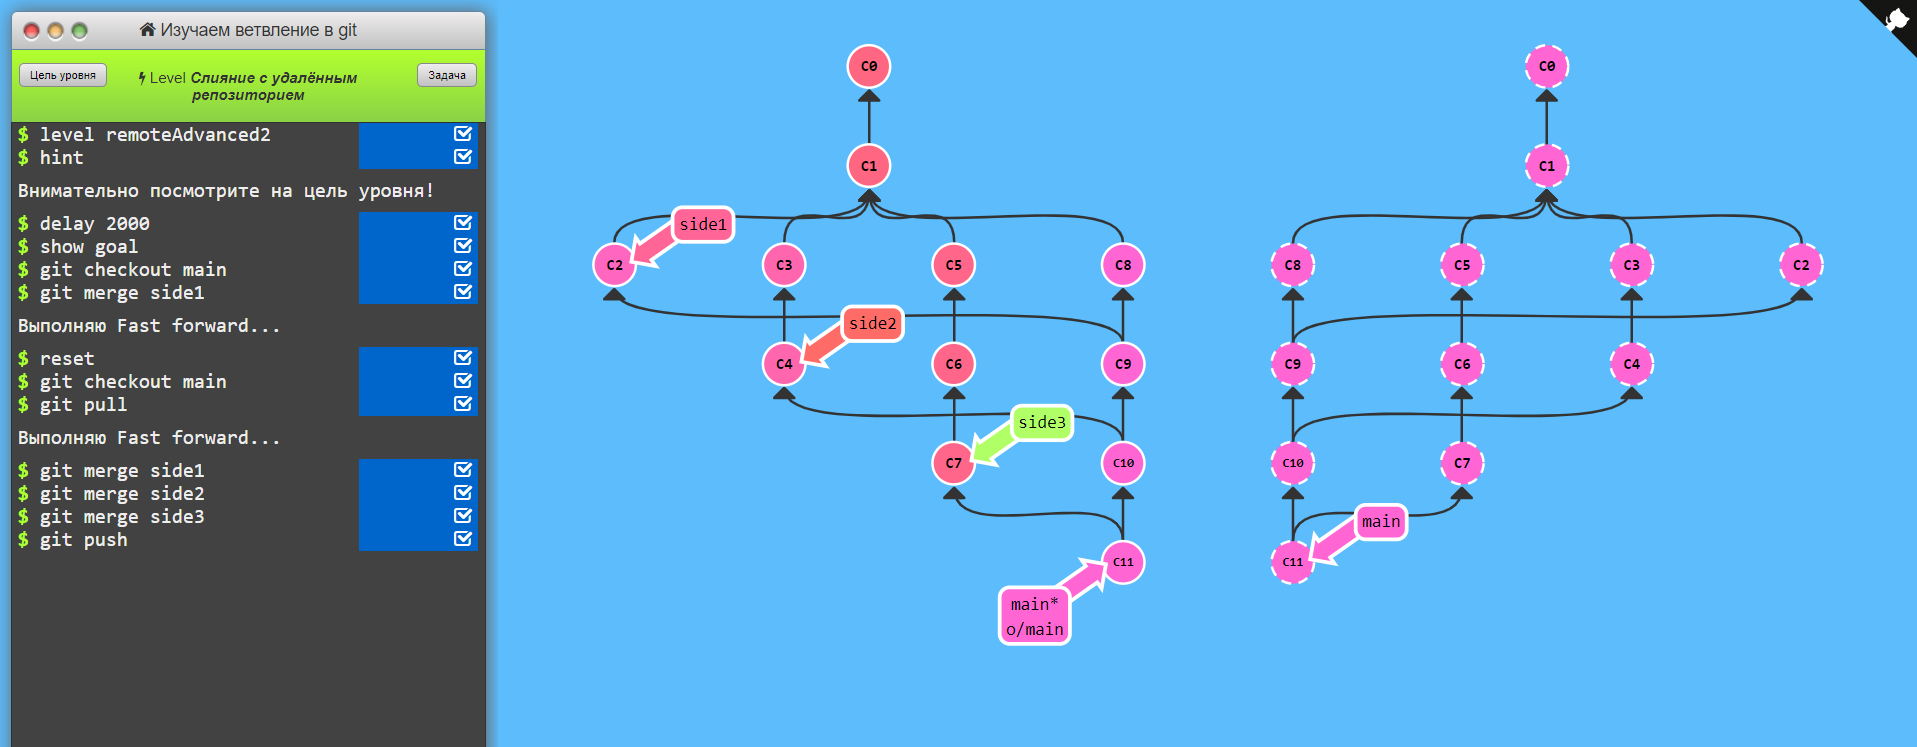 Изучаем ветвление в git
Цель уровня
Level Слияние с удалённым
репозиторием
Задача
$ level remoteAdvanced2
$ hint
Внимательно посмотрите на цель уровня!
$ delay 2000
$ show goal
$ git checkout main
$ git merge side1
Выполняю Fast forward...
$ reset
$ git checkout main
$ git pull
Выполняю Fast forward...
$ git merge side1
$ git merge side2
$ git merge side3
$ git push
C0
C1
side1
C2
C3
C5
C8
side2
C4
C6
C9
side3
C7
C10
C11
main*
o/main
C0
C1
C8
C5
C3
C2
C9
C6
C4
C10
C7
main
C11